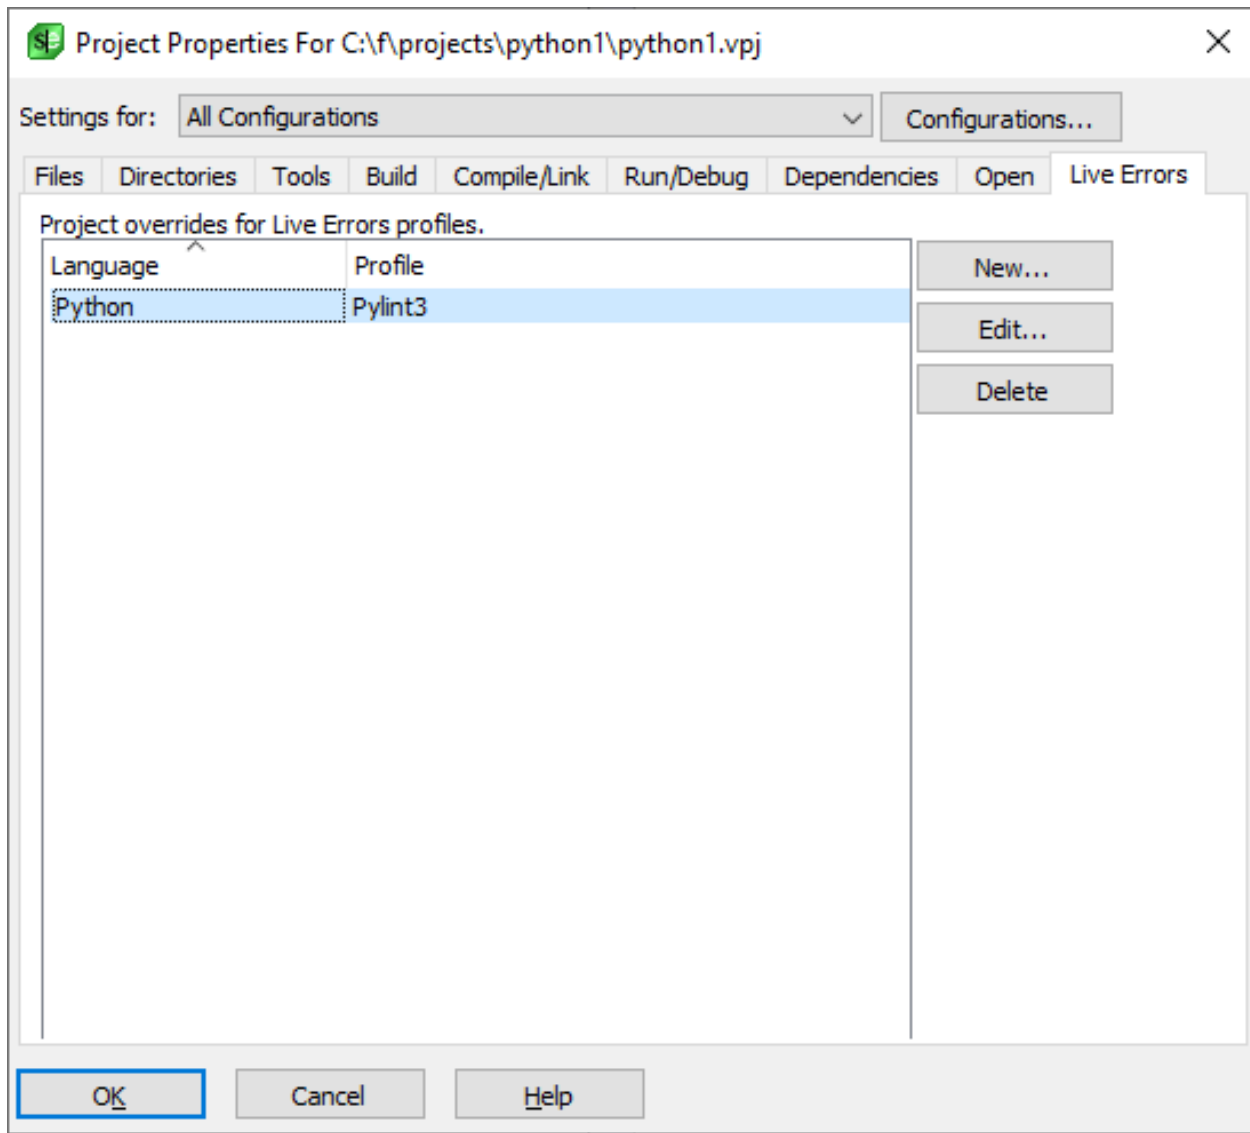 Project Properties For C:\f\projects\python1\python1.vpj
Settings for: All Configurations Configurations...
Files Directories Tools Build Compile/Link Run/Debug Dependencies Open Live Errors
Project overrides for Live Errors profiles.
Language Profile New...
Python Pylint3 Edit...
Delete
OK Cancel Help